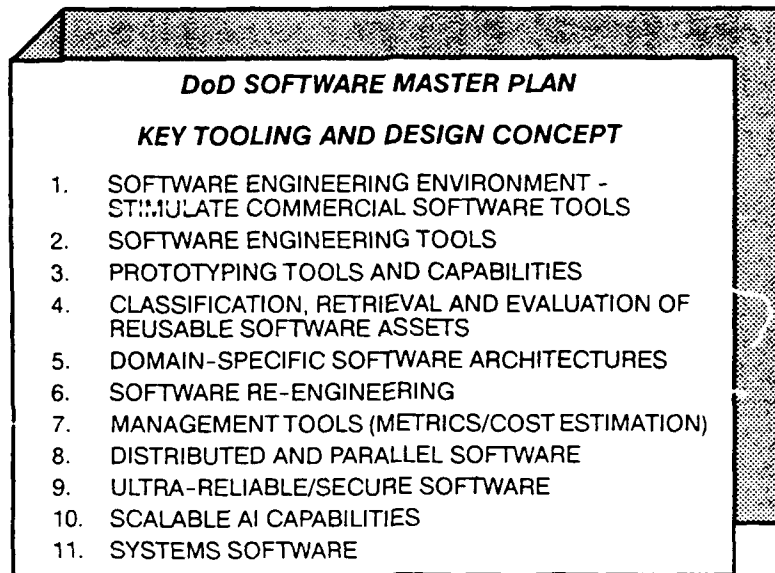 DoD SOFTWARE MASTER PLAN
KEY TOOLING AND DESIGN CONCEPT
1. SOFTWARE ENGINEERING ENVIRONMENT -
STIMULATE COMMERCIAL SOFTWARE TOOLS
2. SOFTWARE ENGINEERING TOOLS
3. PROTOTYPING TOOLS AND CAPABILITIES
4. CLASSIFICATION, RETRIEVAL AND EVALUATION OF
REUSABLE SOFTWARE ASSETS
5. DOMAIN-SPECIFIC SOFTWARE ARCHITECTURES
6. SOFTWARE RE-ENGINEERING
7. MANAGEMENT TOOLS (METRICS/COST ESTIMATION)
8. DISTRIBUTED AND PARALLEL SOFTWARE
9. ULTRA-RELIABLE/SECURE SOFTWARE
10. SCALABLE AI CAPABILITIES
11. SYSTEMS SOFTWARE